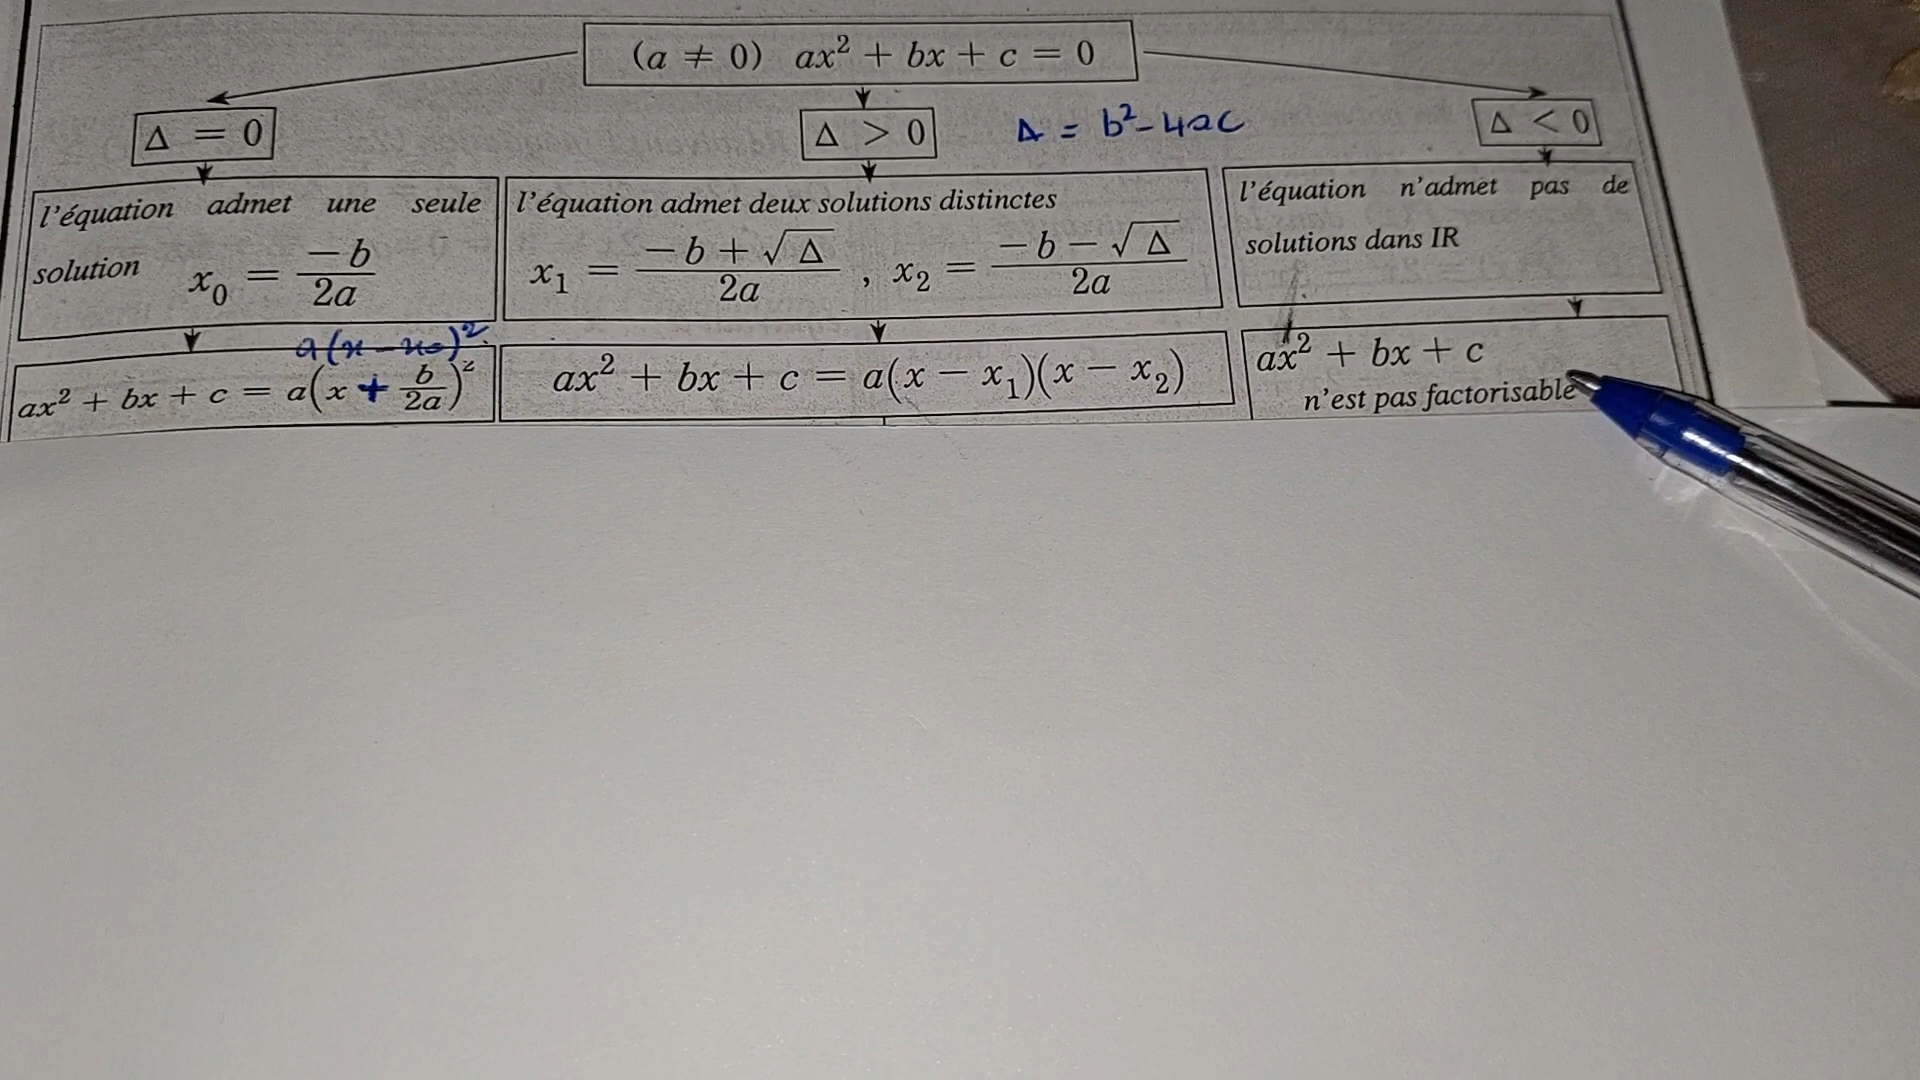 (a ≠ 0) ax² + bx + c = 0
Δ = 0
Δ > 0
Δ = b² - 4ac
Δ < 0
l'équation admet une seule
solution x₀ = -b / 2a
l'équation admet deux solutions distinctes
x₁ = (-b + √Δ) / 2a , x₂ = (-b - √Δ) / 2a
l'équation n'admet pas de
solutions dans IR
a(x - x₀)²
ax² + bx + c = a(x + b/2a)²
ax² + bx + c = a(x - x₁)(x - x₂)
ax² + bx + c
n'est pas factorisable